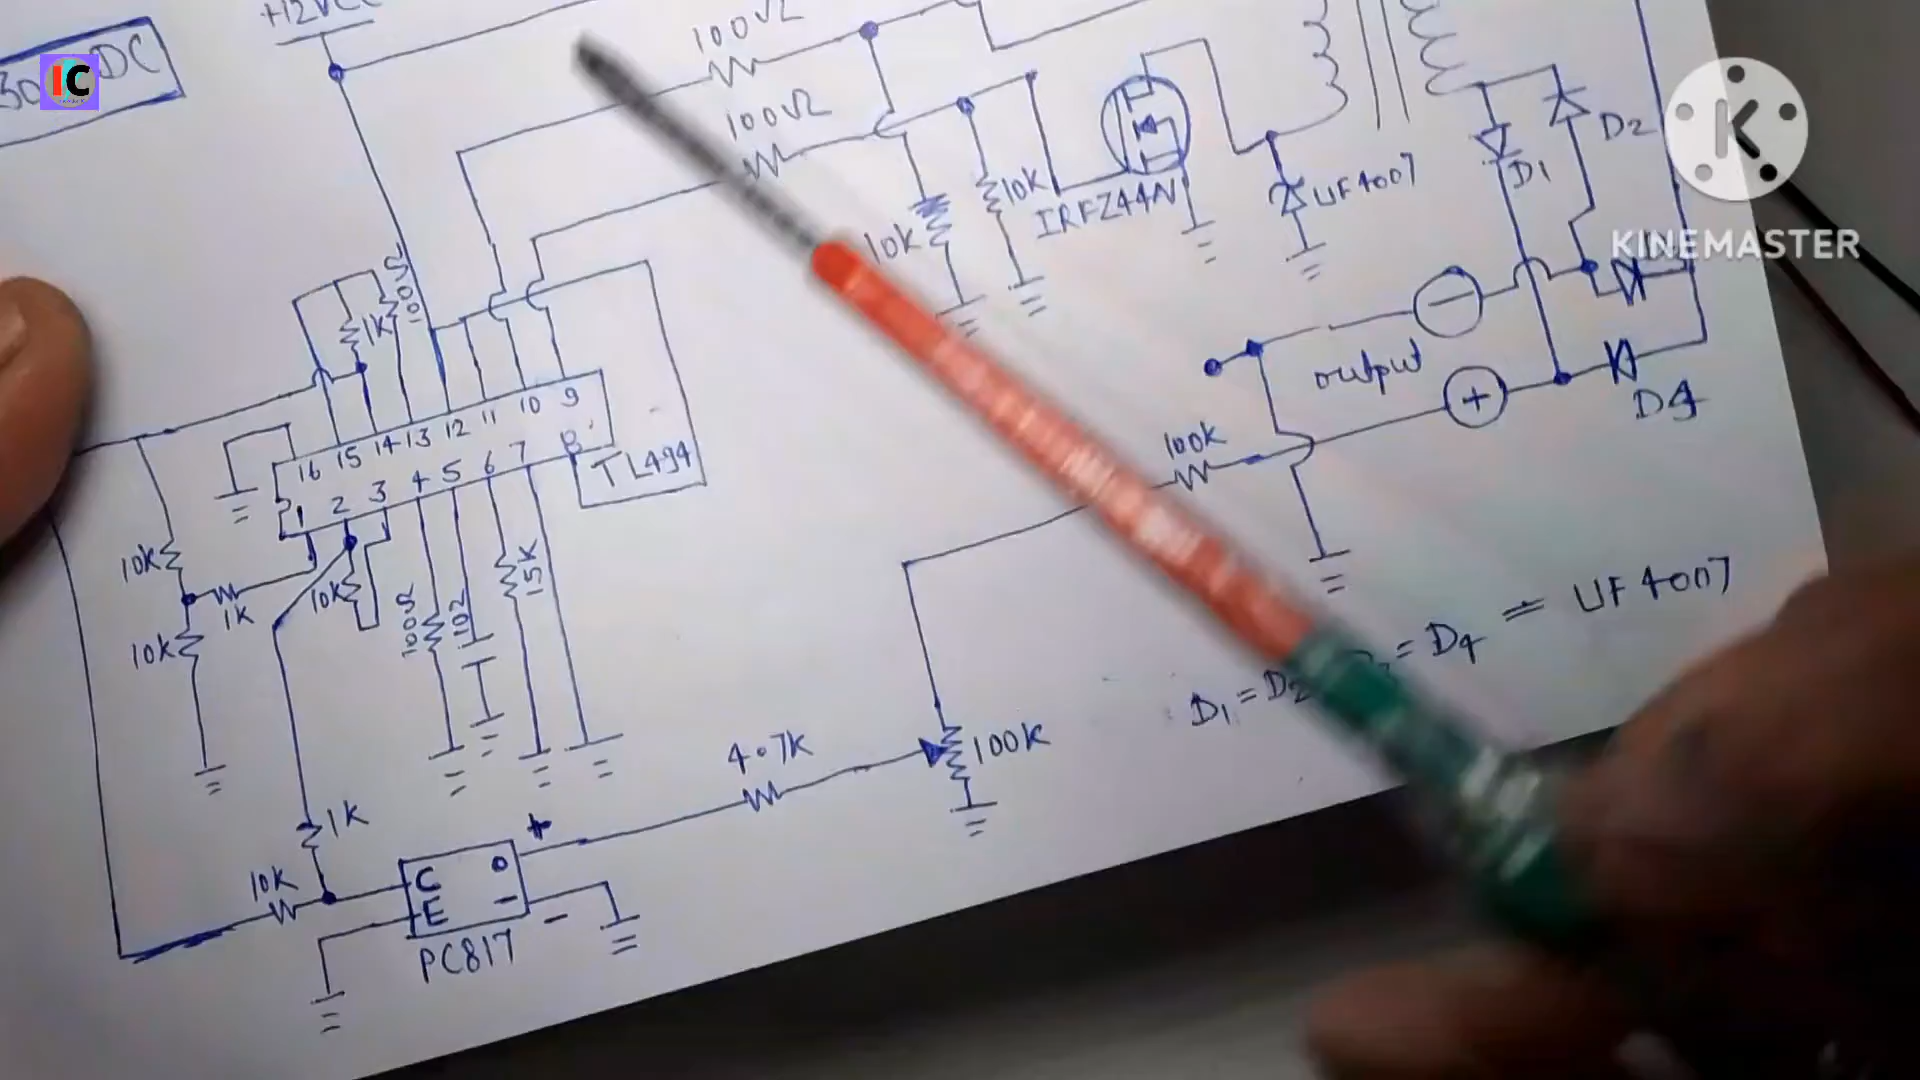 +12VCC
30
DC
IC
100Ω
100Ω
10K
10K
IRFZ44N
UF4007
D1
D2
KINEMASTER
output
−
+
D4
100K
1K
100Ω
16 15 14 13 12 11 10 9
1 2 3 4 5 6 7 8
TL494
10K
1K
10K
10K
100Ω
102
15K
1K
10K
C
E
+
−
PC817
4.7K
100K
D1 = D2 = D4 = UF4007